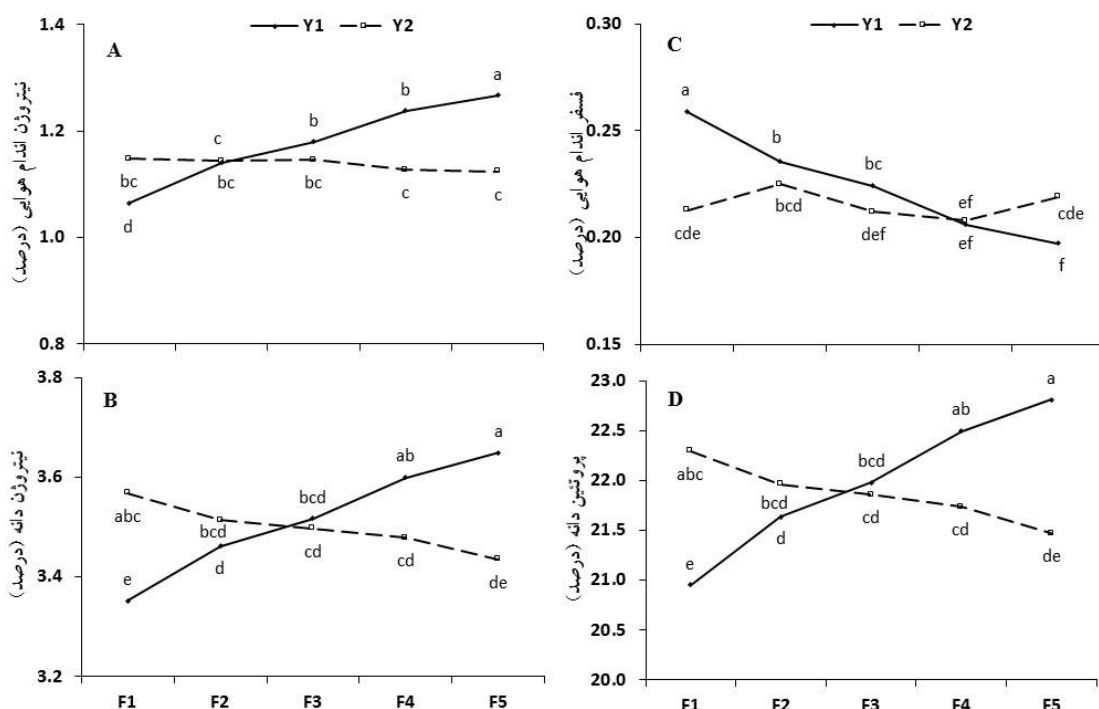 Y1 Y2
A
نیتروژن اندام هوایی (درصد)
1.4
1.2
1.0
0.8
d
c
b
b
a
bc
bc
bc
c
c
Y1 Y2
C
فسفر اندام هوایی (درصد)
0.30
0.25
0.20
0.15
a
b
bc
ef
f
cde
bcd
def
ef
cde
B
نیتروژن دانه (درصد)
3.8
3.6
3.4
3.2
e
d
bcd
ab
a
abc
bcd
cd
cd
de
F1 F2 F3 F4 F5
D
پروتئین دانه (درصد)
23.0
22.5
22.0
21.5
21.0
20.5
20.0
e
d
bcd
ab
a
abc
bcd
cd
cd
de
F1 F2 F3 F4 F5